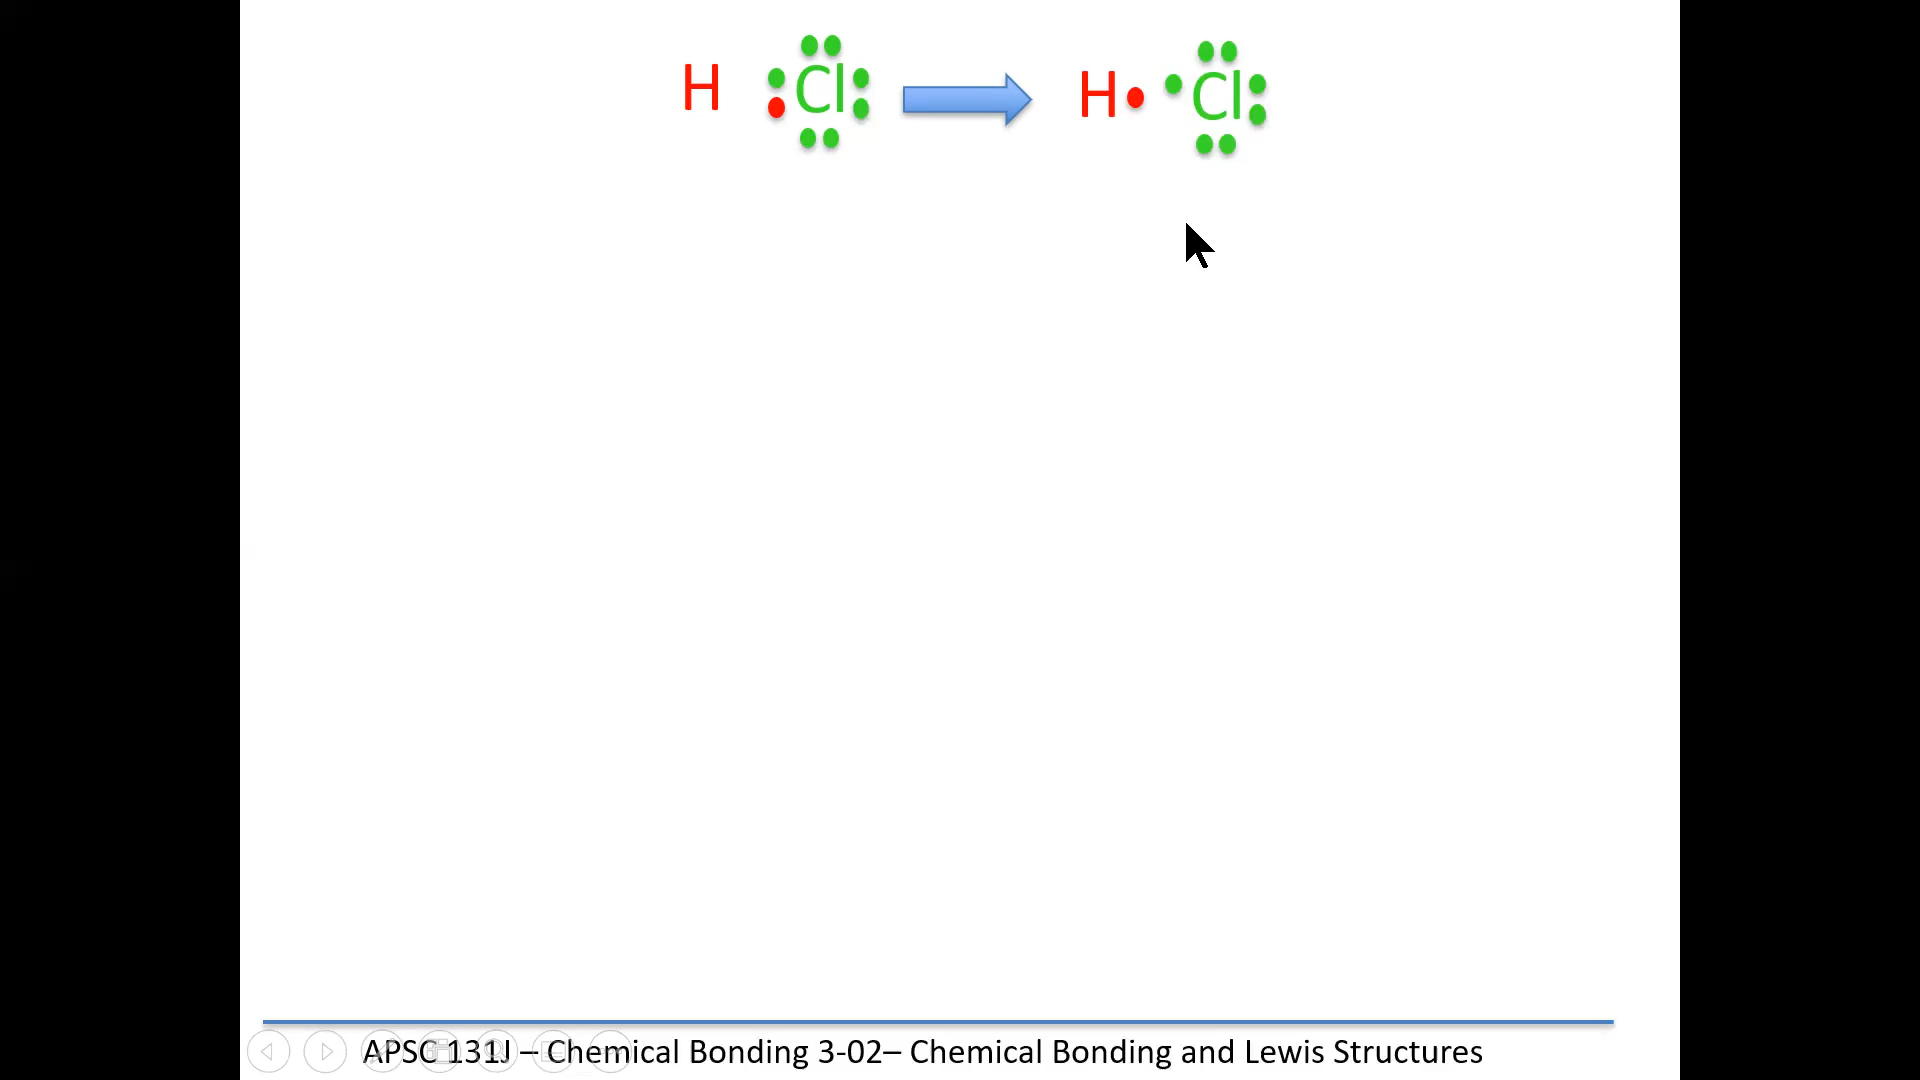 H Cl H Cl
APSC 131J – Chemical Bonding 3-02– Chemical Bonding and Lewis Structures